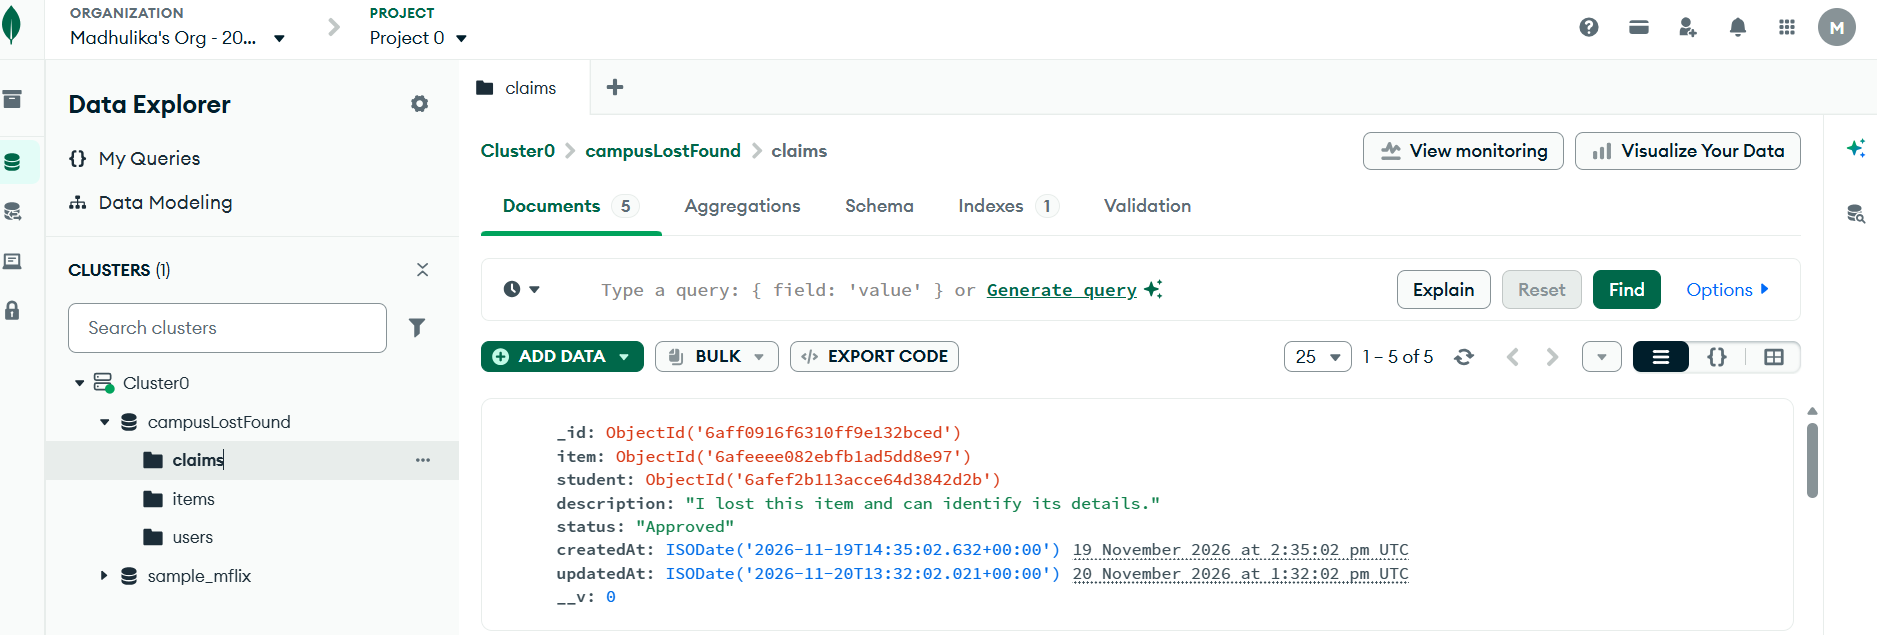 ORGANIZATION
Madhulika's Org - 20...
PROJECT
Project 0
M
Data Explorer
My Queries
Data Modeling
CLUSTERS (1)
Search clusters
Cluster0
campusLostFound
claims
items
users
sample_mflix
claims
Cluster0 > campusLostFound > claims
View monitoring
Visualize Your Data
Documents 5
Aggregations
Schema
Indexes 1
Validation
Type a query: { field: 'value' } or Generate query
Explain
Reset
Find
Options
ADD DATA
BULK
EXPORT CODE
25
1 – 5 of 5
_id: ObjectId('6aff0916f6310ff9e132bced')
item: ObjectId('6afeeee082ebfb1ad5dd8e97')
student: ObjectId('6afef2b113acce64d3842d2b')
description: "I lost this item and can identify its details."
status: "Approved"
createdAt: ISODate('2026-11-19T14:35:02.632+00:00') 19 November 2026 at 2:35:02 pm UTC
updatedAt: ISODate('2026-11-20T13:32:02.021+00:00') 20 November 2026 at 1:32:02 pm UTC
__v: 0